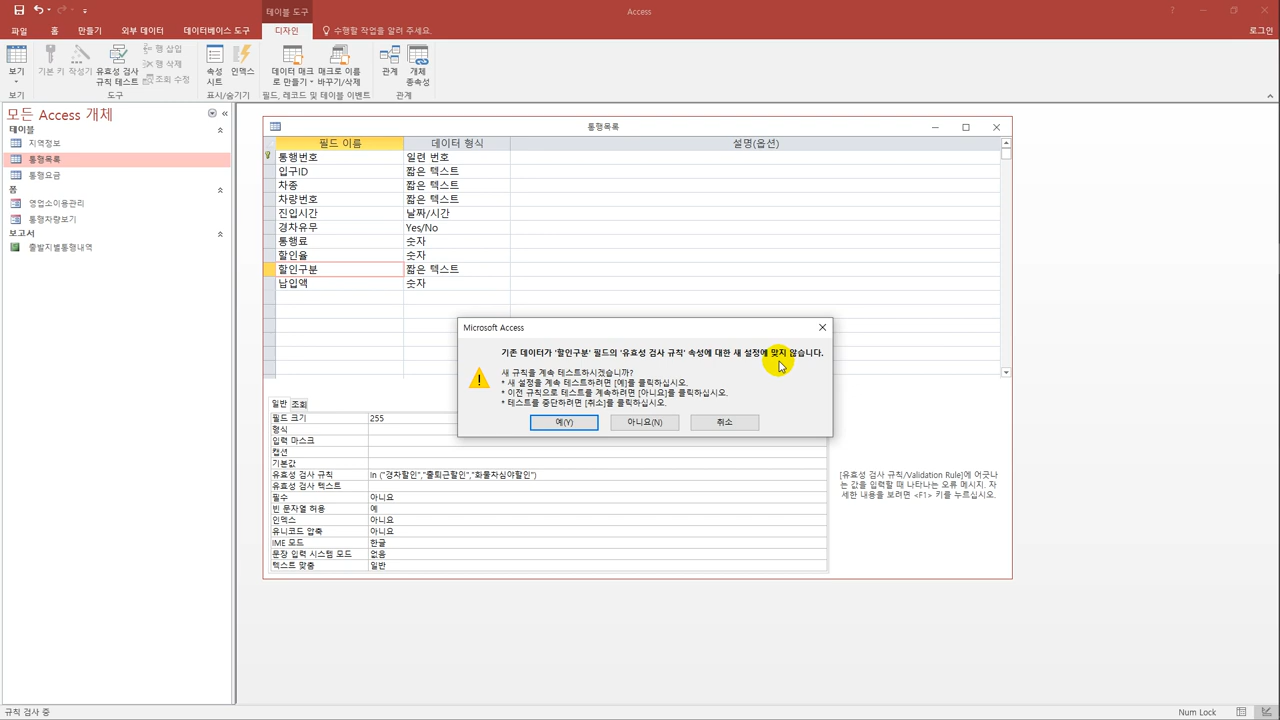 테이블 도구
Access
파일 홈 만들기 외부 데이터 데이터베이스 도구 디자인 수행할 작업을 알려 주세요.
로그인
보기
기본 키
작성기
유효성 검사
규칙 테스트
행 삽입
행 삭제
조회 수정
속성
시트
인덱스
데이터 매크
로 만들기
매크로 이름
바꾸기/삭제
관계
개체
종속성
보기
도구
표시/숨기기
필드, 레코드 및 테이블 이벤트
관계
모든 Access 개체
테이블
지역정보
통행목록
통행요금
폼
영업소이용관리
통행차량보기
보고서
출발지별통행내역
통행목록
필드 이름 데이터 형식 설명(옵션)
통행번호 일련 번호
입구ID 짧은 텍스트
차종 짧은 텍스트
차량번호 짧은 텍스트
진입시간 날짜/시간
경차유무 Yes/No
통행료 숫자
할인율 숫자
할인구분 짧은 텍스트
납입액 숫자
Microsoft Access
기존 데이터가 '할인구분' 필드의 '유효성 검사 규칙' 속성에 대한 새 설정에 맞지 않습니다.
새 규칙을 계속 테스트하시겠습니까?
* 새 설정을 계속 테스트하려면 [예]를 클릭하십시오.
* 이전 규칙으로 테스트를 계속하려면 [아니요]를 클릭하십시오.
* 테스트를 중단하려면 [취소]를 클릭하십시오.
예(Y) 아니요(N) 취소
일반 조회
필드 크기 255
형식
입력 마스크
캡션
기본값
유효성 검사 규칙 In ("경차할인","출퇴근할인","화물차심야할인")
유효성 검사 텍스트
필수 아니요
빈 문자열 허용 예
인덱스 아니요
유니코드 압축 아니요
IME 모드 한글
문장 입력 시스템 모드 없음
텍스트 맞춤 일반
[유효성 검사 규칙/Validation Rule]에 어긋나
는 값을 입력할 때 나타나는 오류 메시지. 자
세한 내용을 보려면 <F1> 키를 누르십시오.
규칙 검사 중
Num Lock